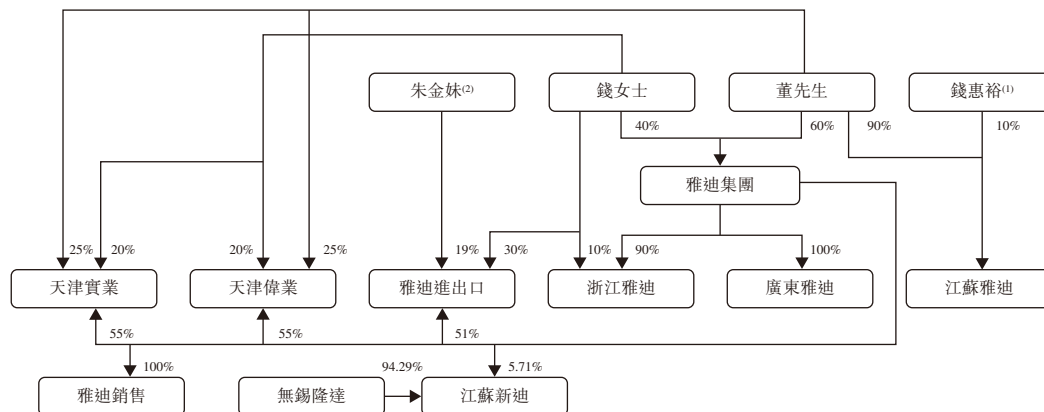 朱金妹(2)
錢女士
董先生
錢惠裕(1)
40%
60%
90%
10%
雅迪集團
25%
20%
20%
25%
19%
30%
10%
90%
100%
天津實業
天津偉業
雅迪進出口
浙江雅迪
廣東雅迪
江蘇雅迪
55%
55%
51%
100%
94.29%
5.71%
雅迪銷售
無錫隆達
江蘇新迪